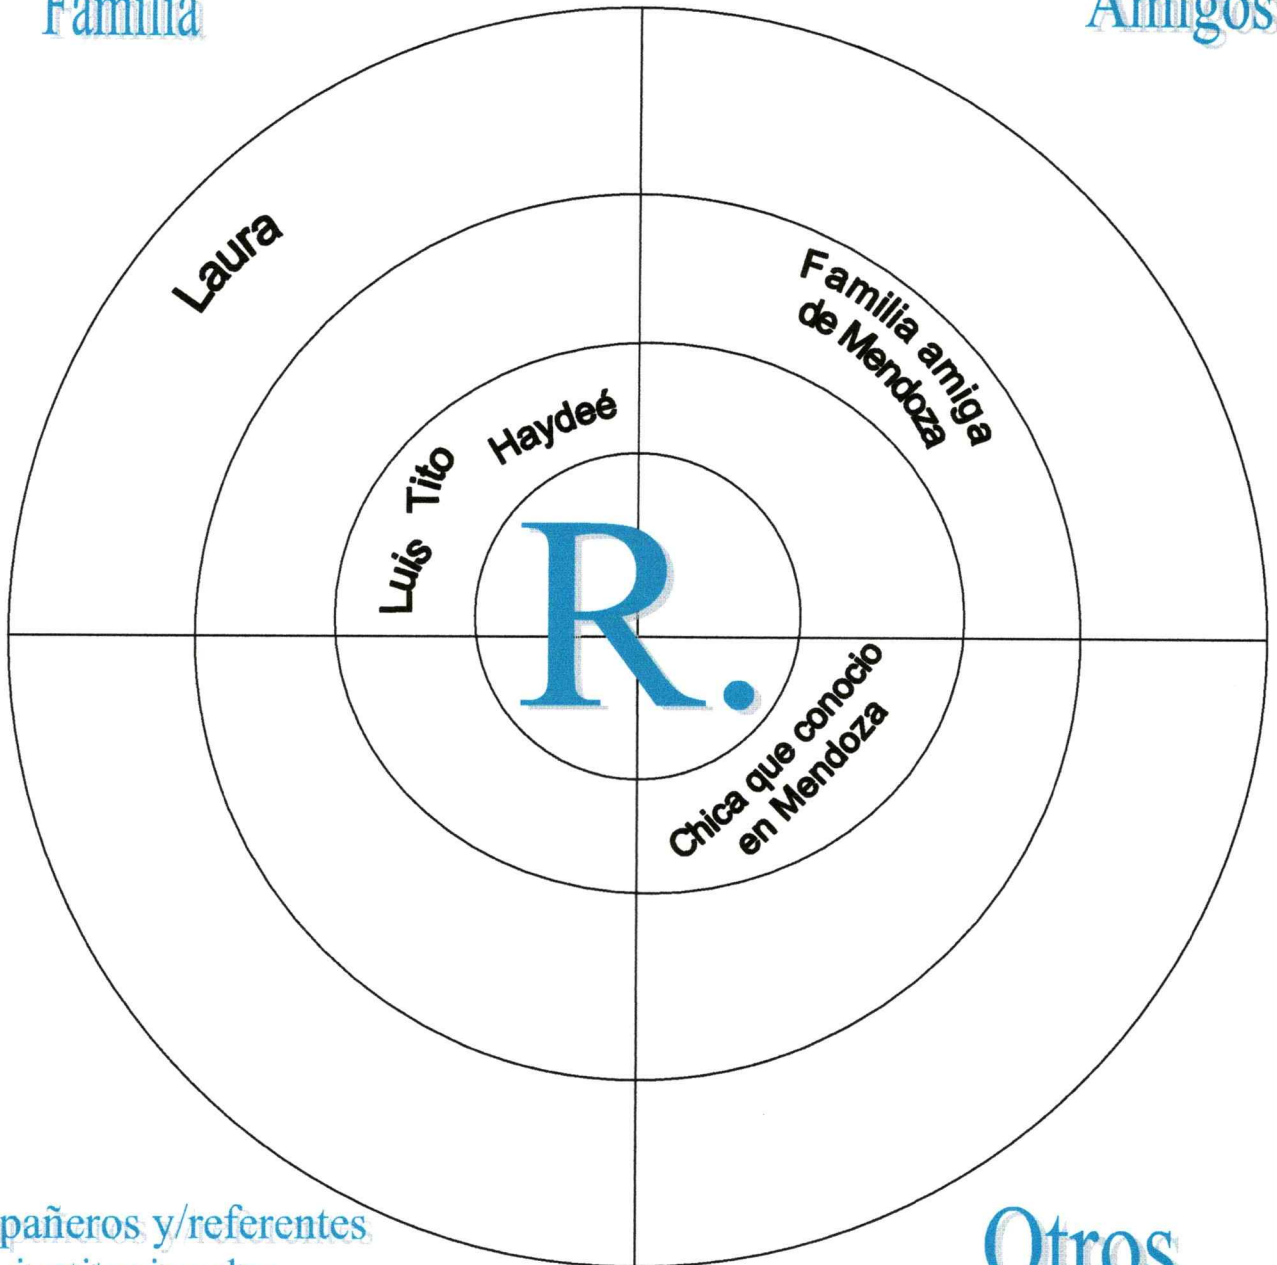 Familia
Amigos
Laura
Familia amiga
de Mendoza
Haydeé
Tito
Luis
R.
Chica que conocio
en Mendoza
pañeros y/referentes
Otros